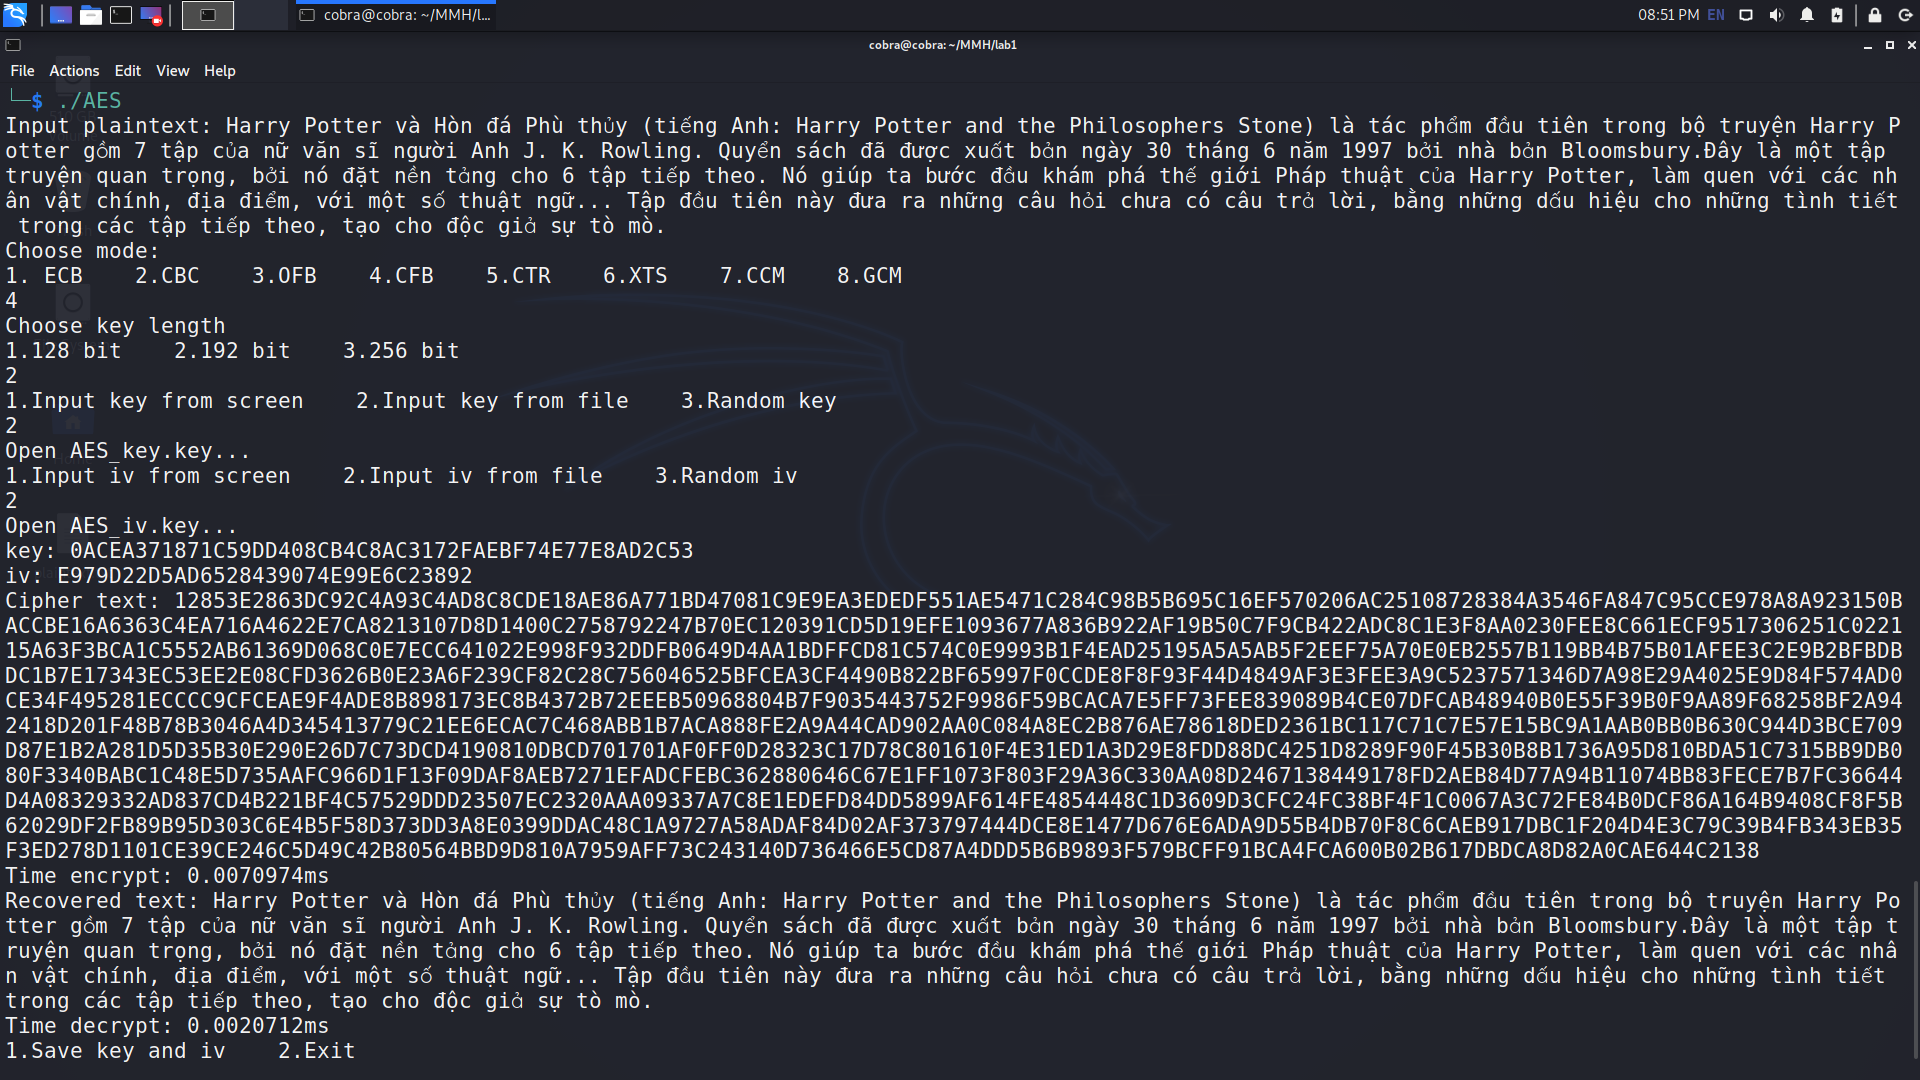 cobra@cobra: ~/MMH/l...
08:51 PM EN
cobra@cobra: ~/MMH/lab1
File Actions Edit View Help
└─$ ./AES
Input plaintext: Harry Potter và Hòn đá Phù thủy (tiếng Anh: Harry Potter and the Philosophers Stone) là tác phẩm đầu tiên trong bộ truyện Harry P
otter gồm 7 tập của nữ văn sĩ người Anh J. K. Rowling. Quyển sách đã được xuất bản ngày 30 tháng 6 năm 1997 bởi nhà bản Bloomsbury.Đây là một tập
truyện quan trọng, bởi nó đặt nền tảng cho 6 tập tiếp theo. Nó giúp ta bước đầu khám phá thế giới Pháp thuật của Harry Potter, làm quen với các nh
ân vật chính, địa điểm, với một số thuật ngữ... Tập đầu tiên này đưa ra những câu hỏi chưa có câu trả lời, bằng những dấu hiệu cho những tình tiết
trong các tập tiếp theo, tạo cho độc giả sự tò mò.
Choose mode:
1. ECB 2.CBC 3.OFB 4.CFB 5.CTR 6.XTS 7.CCM 8.GCM
4
Choose key length
1.128 bit 2.192 bit 3.256 bit
2
1.Input key from screen 2.Input key from file 3.Random key
2
Open AES_key.key...
1.Input iv from screen 2.Input iv from file 3.Random iv
2
Open AES_iv.key...
key: 0ACEA371871C59DD408CB4C8AC3172FAEBF74E77E8AD2C53
iv: E979D22D5AD6528439074E99E6C23892
Cipher text: 12853E2863DC92C4A93C4AD8C8CDE18AE86A771BD47081C9E9EA3EDEDF551AE5471C284C98B5B695C16EF570206AC25108728384A3546FA847C95CCE978A8A923150B
ACCBE16A6363C4EA716A4622E7CA8213107D8D1400C2758792247B70EC120391CD5D19EFE1093677A836B922AF19B50C7F9CB422ADC8C1E3F8AA0230FEE8C661ECF9517306251C0221
15A63F3BCA1C5552AB61369D068C0E7ECC641022E998F932DDFB0649D4AA1BDFFCD81C574C0E9993B1F4EAD25195A5A5AB5F2EEF75A70E0EB2557B119BB4B75B01AFEE3C2E9B2BFBDB
DC1B7E17343EC53EE2E08CFD3626B0E23A6F239CF82C28C756046525BFCEA3CF4490B822BF65997F0CCDE8F8F93F44D4849AF3E3FEE3A9C5237571346D7A98E29A4025E9D84F574AD0
CE34F495281ECCCC9CFCEAE9F4ADE8B898173EC8B4372B72EEEB50968804B7F9035443752F9986F59BCACA7E5FF73FEE839089B4CE07DFCAB48940B0E55F39B0F9AA89F68258BF2A94
2418D201F48B78B3046A4D345413779C21EE6ECAC7C468ABB1B7ACA888FE2A9A44CAD902AA0C084A8EC2B876AE78618DED2361BC117C71C7E57E15BC9A1AAB0BB0B630C944D3BCE709
D87E1B2A281D5D35B30E290E26D7C73DCD4190810DBCD701701AF0FF0D28323C17D78C801610F4E31ED1A3D29E8FDD88DC4251D8289F90F45B30B8B1736A95D810BDA51C7315BB9DB0
80F3340BABC1C48E5D735AAFC966D1F13F09DAF8AEB7271EFADCFEBC362880646C67E1FF1073F803F29A36C330AA08D2467138449178FD2AEB84D77A94B11074BB83FECE7B7FC36644
D4A08329332AD837CD4B221BF4C57529DDD23507EC2320AAA09337A7C8E1EDEFD84DD5899AF614FE4854448C1D3609D3CFC24FC38BF4F1C0067A3C72FE84B0DCF86A164B9408CF8F5B
62029DF2FB89B95D303C6E4B5F58D373DD3A8E0399DDAC48C1A9727A58ADAF84D02AF373797444DCE8E1477D676E6ADA9D55B4DB70F8C6CAEB917DBC1F204D4E3C79C39B4FB343EB35
F3ED278D1101CE39CE246C5D49C42B80564BBD9D810A7959AFF73C243140D736466E5CD87A4DDD5B6B9893F579BCFF91BCA4FCA600B02B617DBDCA8D82A0CAE644C2138
Time encrypt: 0.0070974ms
Recovered text: Harry Potter và Hòn đá Phù thủy (tiếng Anh: Harry Potter and the Philosophers Stone) là tác phẩm đầu tiên trong bộ truyện Harry Po
tter gồm 7 tập của nữ văn sĩ người Anh J. K. Rowling. Quyển sách đã được xuất bản ngày 30 tháng 6 năm 1997 bởi nhà bản Bloomsbury.Đây là một tập t
ruyện quan trọng, bởi nó đặt nền tảng cho 6 tập tiếp theo. Nó giúp ta bước đầu khám phá thế giới Pháp thuật của Harry Potter, làm quen với các nhâ
n vật chính, địa điểm, với một số thuật ngữ... Tập đầu tiên này đưa ra những câu hỏi chưa có câu trả lời, bằng những dấu hiệu cho những tình tiết
trong các tập tiếp theo, tạo cho độc giả sự tò mò.
Time decrypt: 0.0020712ms
1.Save key and iv 2.Exit